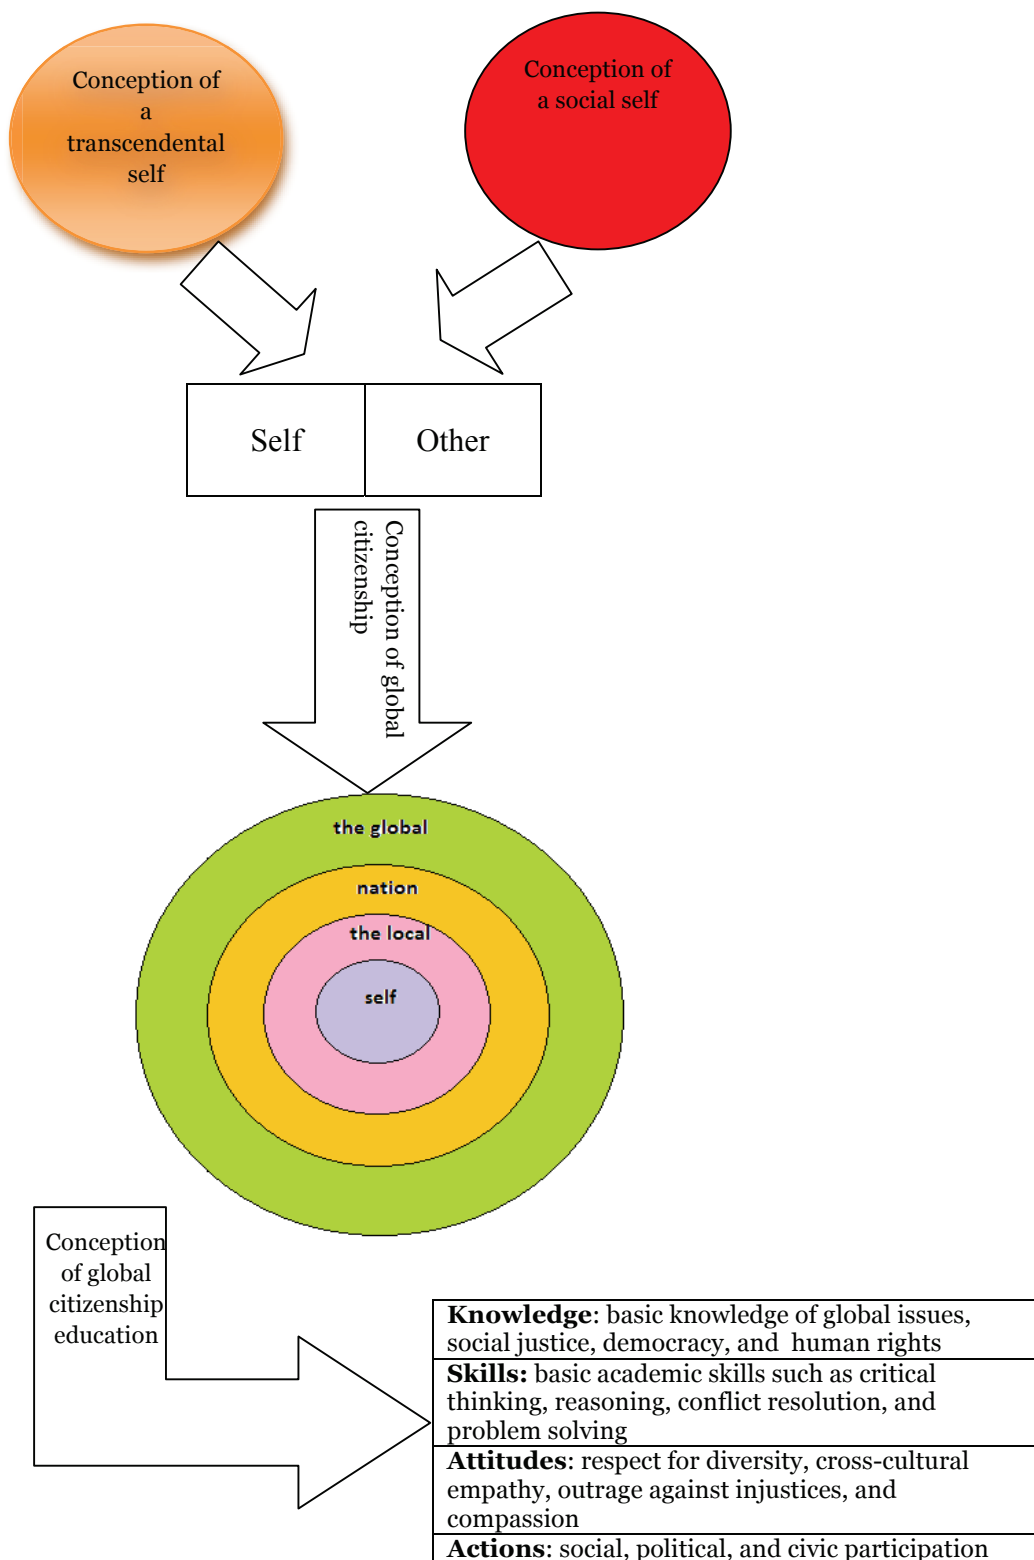 Conception of
a
transcendental
self
Conception of
a social self
Self
Other
Conception of global
citizenship
the global
nation
the local
self
Conception
of global
citizenship
education
Knowledge: basic knowledge of global issues,
social justice, democracy, and  human rights
Skills: basic academic skills such as critical
thinking, reasoning, conflict resolution, and
problem solving
Attitudes: respect for diversity, cross-cultural
empathy, outrage against injustices, and
compassion
Actions: social, political, and civic participation